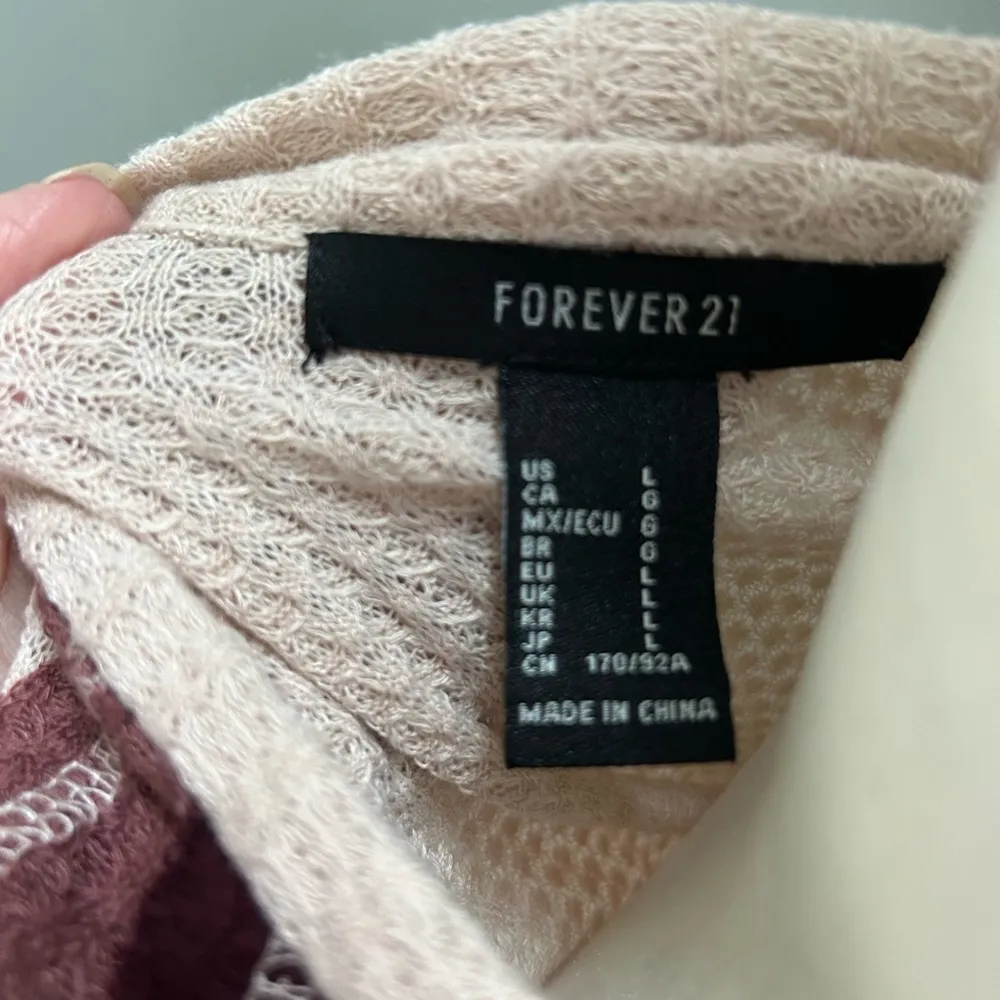 FOREVER 21
US L
CA G
MX/ECU G
BR G
EU L
UK L
KR L
JP L
CN 170/92A
MADE IN CHINA